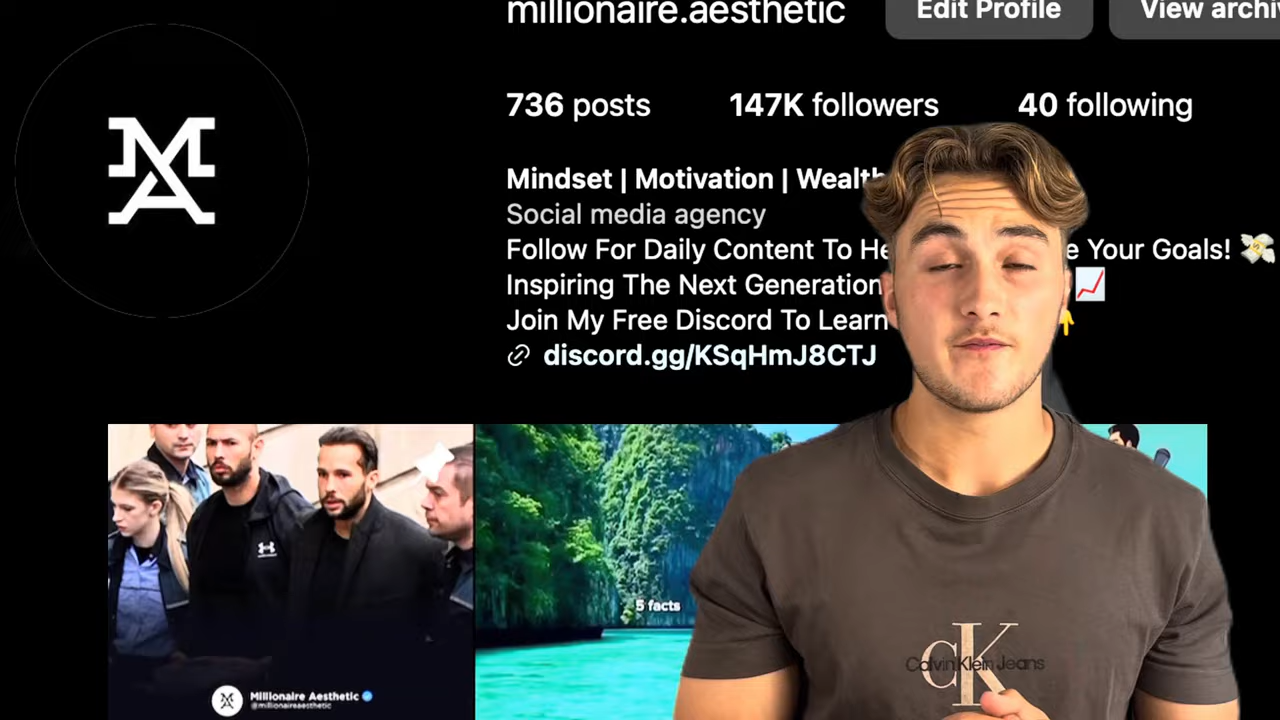 millionaire.aesthetic
Edit Profile
View archi
736 posts
147K followers
40 following
Mindset | Motivation | Wealth
Social media agency
Follow For Daily Content To He
e Your Goals! 💸
Inspiring The Next Generation
📈
Join My Free Discord To Learn
discord.gg/KSqHmJ8CTJ
MA
5 facts
Millionaire Aesthetic
@millionaireaesthetic
CK
Calvin Klein Jeans